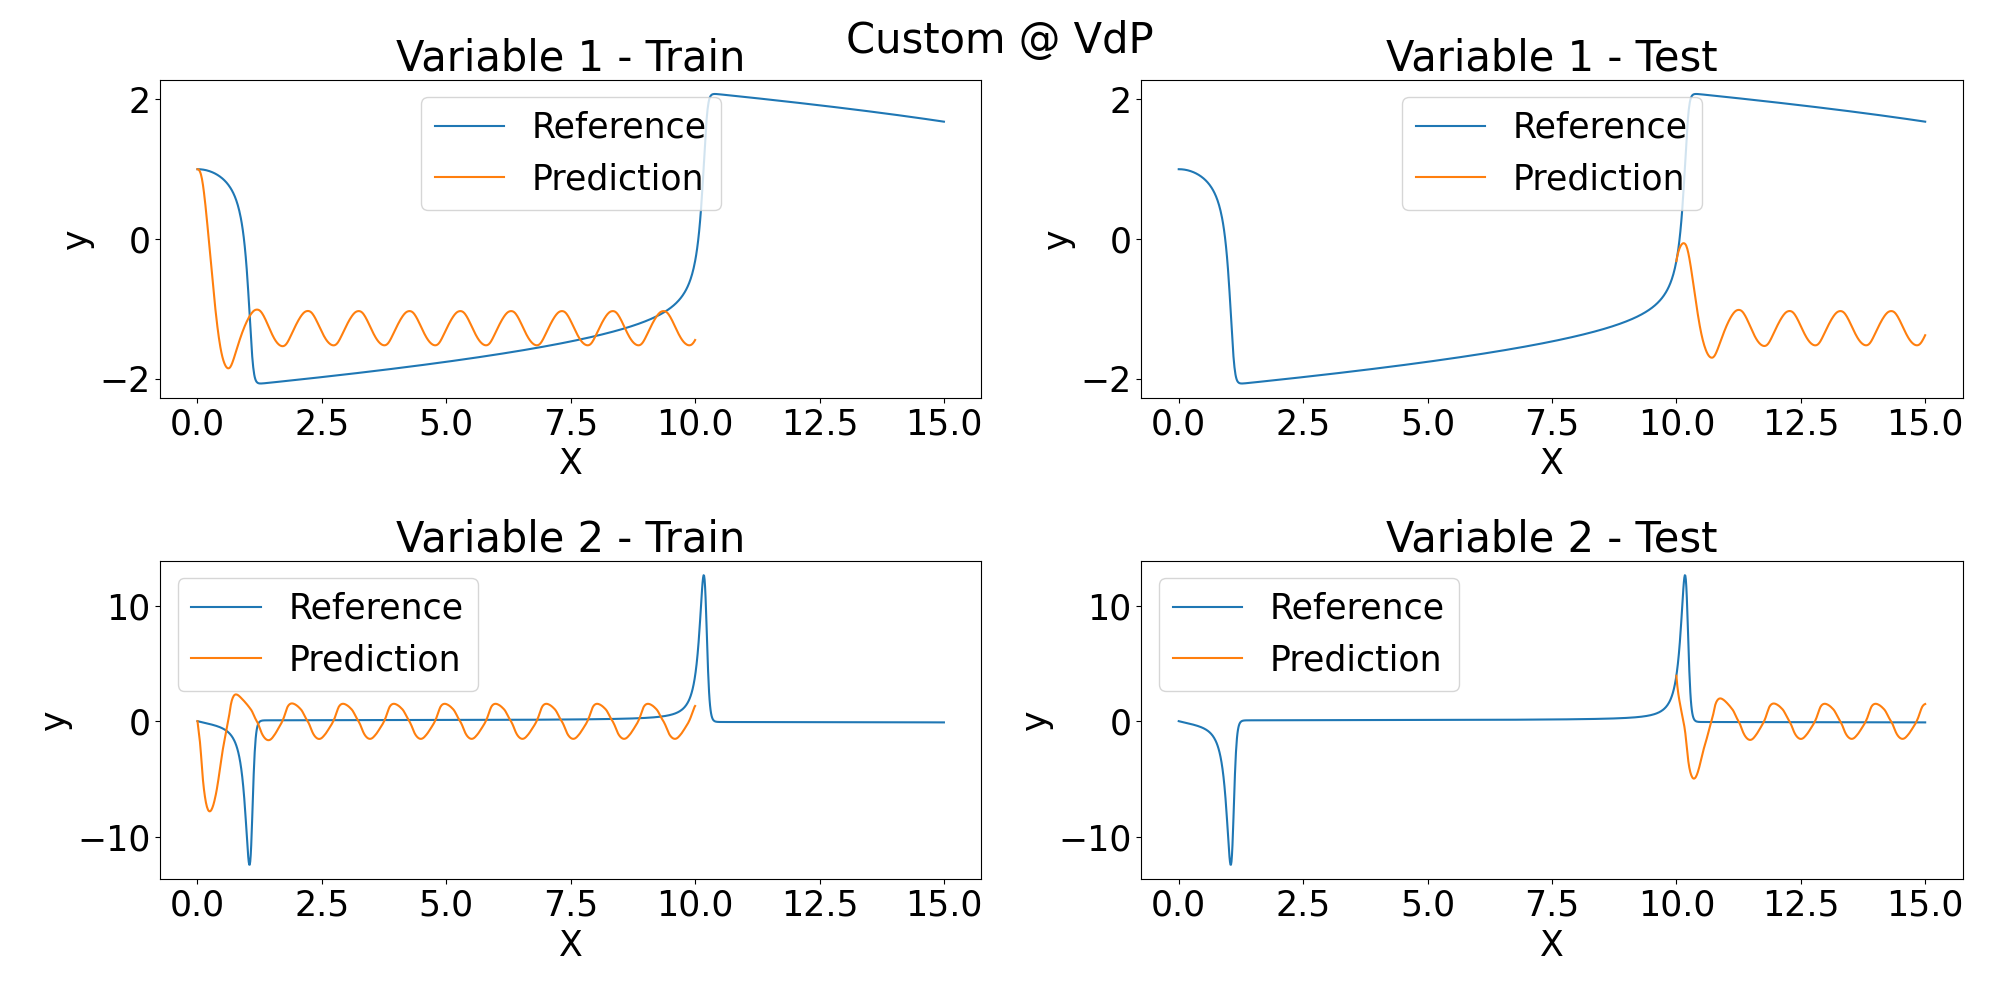 Custom @ VdP
Variable 1 - Train
Variable 1 - Test
2
0
−2
y
Reference
Prediction
0.0 2.5 5.0 7.5 10.0 12.5 15.0
X
2
0
−2
y
Reference
Prediction
0.0 2.5 5.0 7.5 10.0 12.5 15.0
X
Variable 2 - Train
10
0
−10
y
Reference
Prediction
0.0 2.5 5.0 7.5 10.0 12.5 15.0
X
Variable 2 - Test
10
0
−10
y
Reference
Prediction
0.0 2.5 5.0 7.5 10.0 12.5 15.0
X